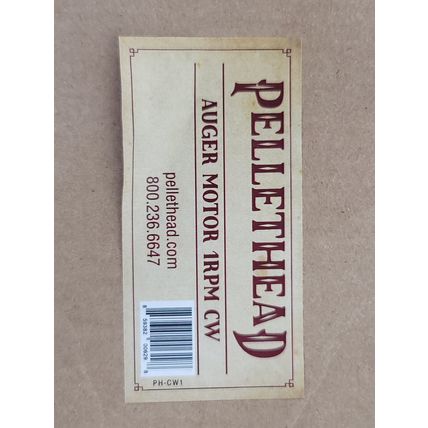 PELLETHEAD
AUGER MOTOR 1RPM CW
pellethead.com
800.236.6647
PH-CW1